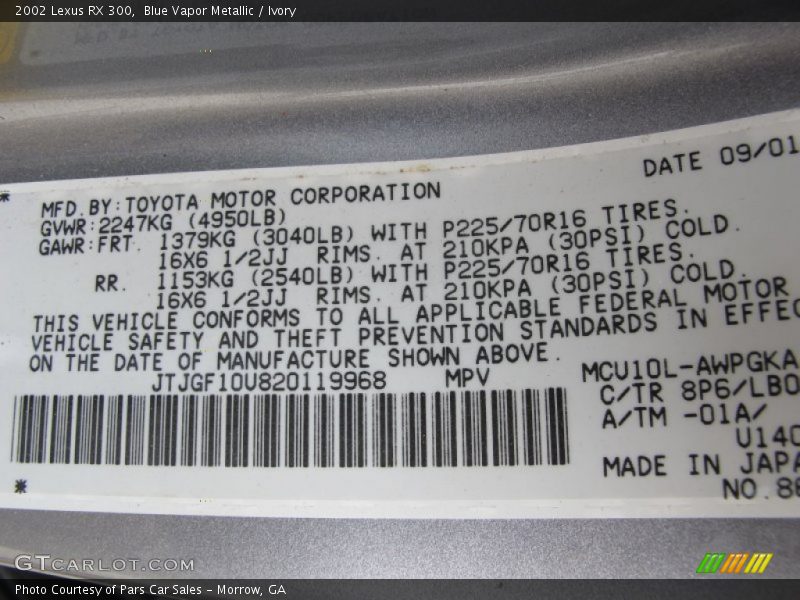 2002 Lexus RX 300, Blue Vapor Metallic / Ivory
DATE 09/01
*
MFD.BY:TOYOTA MOTOR CORPORATION
GVWR:2247KG (4950LB)
GAWR:FRT. 1379KG (3040LB) WITH P225/70R16 TIRES.
16X6 1/2JJ RIMS. AT 210KPA (30PSI) COLD.
RR. 1153KG (2540LB) WITH P225/70R16 TIRES.
16X6 1/2JJ RIMS. AT 210KPA (30PSI) COLD.
THIS VEHICLE CONFORMS TO ALL APPLICABLE FEDERAL MOTOR
VEHICLE SAFETY AND THEFT PREVENTION STANDARDS IN EFFEC
ON THE DATE OF MANUFACTURE SHOWN ABOVE.
JTJGF10U820119968 MPV
MCU10L-AWPGKA
C/TR 8P6/LB0
A/TM -01A/
U140
MADE IN JAPA
*
NO.86
GTCARLOT.COM
Photo Courtesy of Pars Car Sales - Morrow, GA